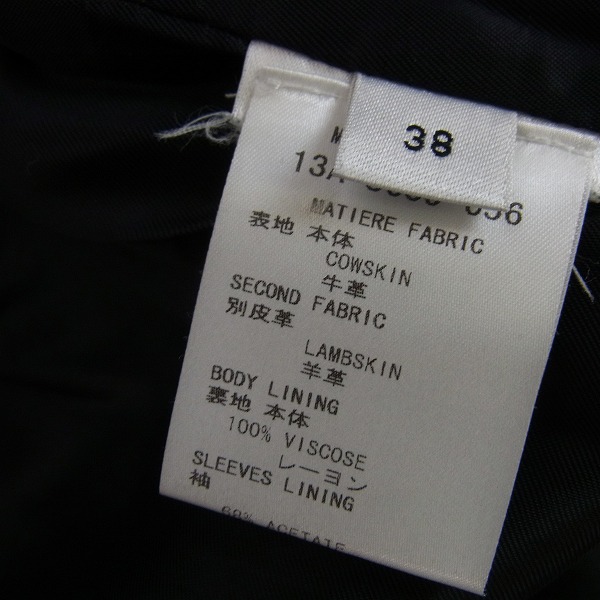 38
MATIERE FABRIC
表地 本体
COWSKIN
牛革
SECOND FABRIC
別皮革
LAMBSKIN
羊革
BODY LINING
裏地 本体
100% VISCOSE
レーヨン
SLEEVES LINING
袖
ACETATE